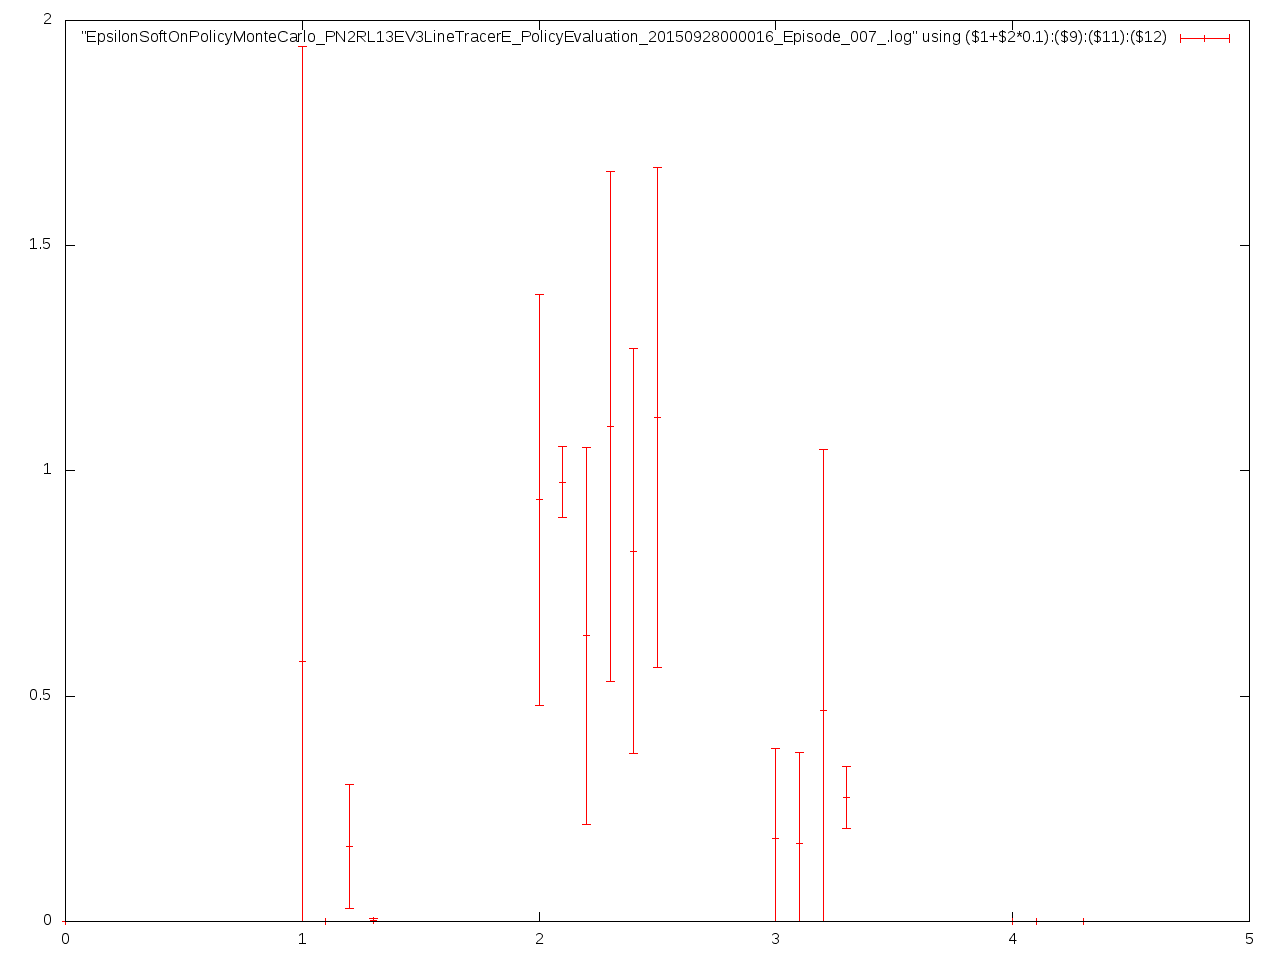 2
"EpsilonSoftOnPolicyMonteCarlo_PN2RL13EV3LineTracerE_PolicyEvaluation_20150928000016_Episode_007_.log" using ($1+$2*0.1):($9):($11):($12)
1.5
1
0.5
0
0 1 2 3 4 5